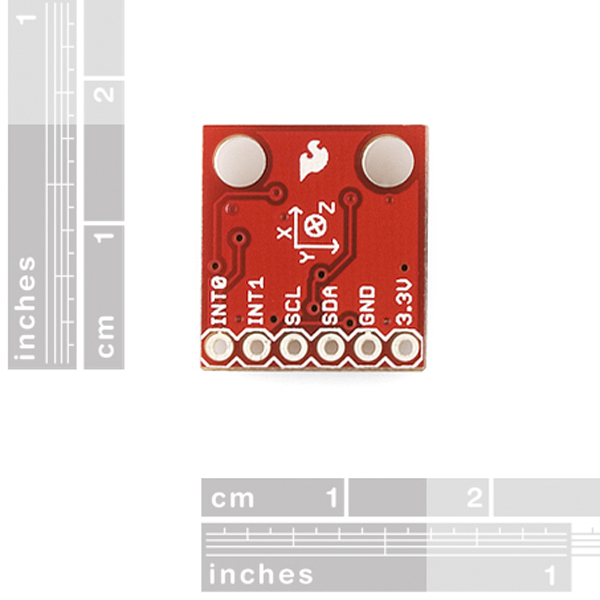 1
inches
2
1
cm
X
Z
Y
INT0
INT1
SCL
SDA
GND
3.3V
cm 1 2
inches 1